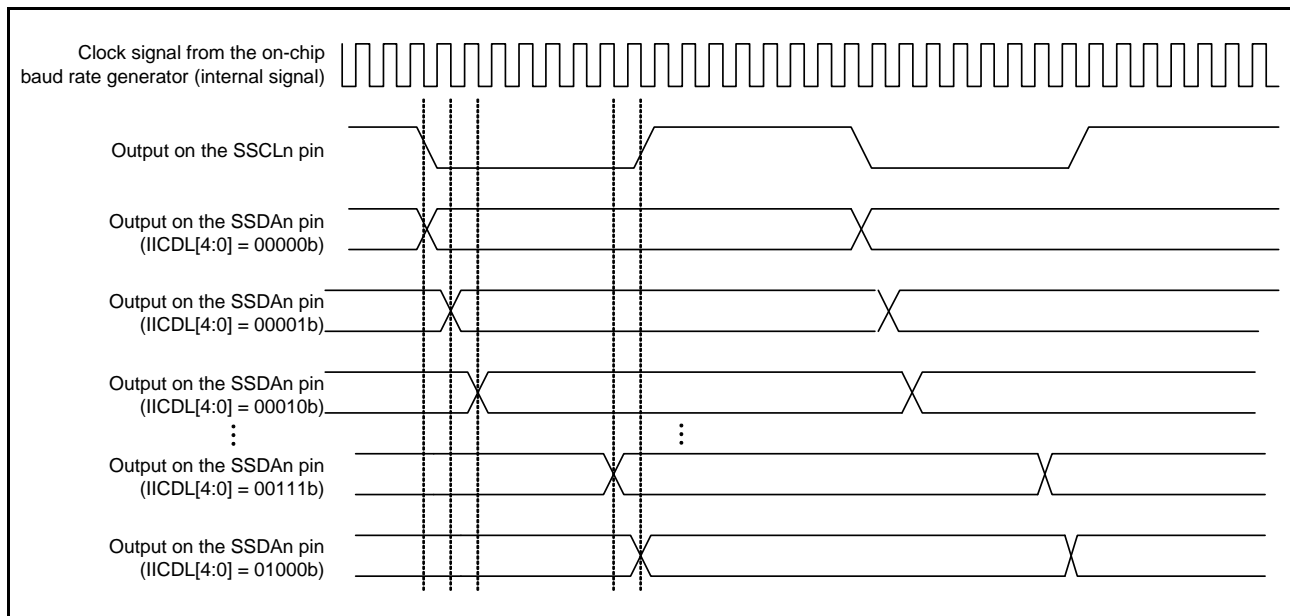 Clock signal from the on-chip
baud rate generator (internal signal)
Output on the SSCLn pin
Output on the SSDAn pin
(IICDL[4:0] = 00000b)
Output on the SSDAn pin
(IICDL[4:0] = 00001b)
Output on the SSDAn pin
(IICDL[4:0] = 00010b)
Output on the SSDAn pin
(IICDL[4:0] = 00111b)
Output on the SSDAn pin
(IICDL[4:0] = 01000b)